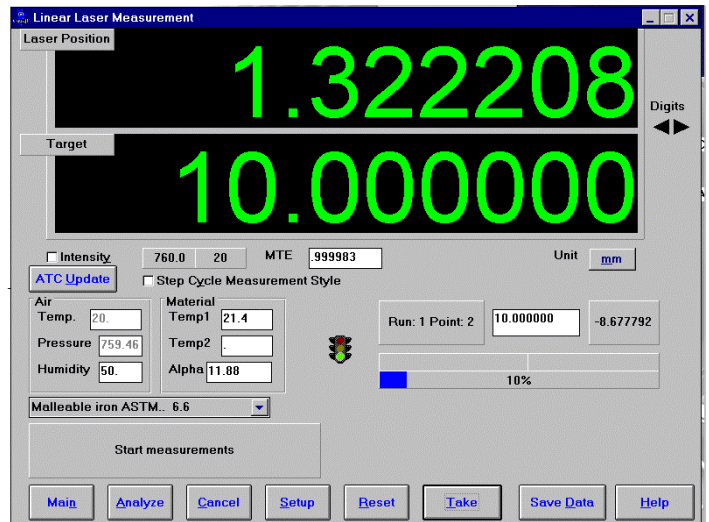 Linear Laser Measurement
Laser Position
1.322208
Digits
Target
10.000000
Intensity 760.0 20 MTE .999983 Unit mm
ATC Update Step Cycle Measurement Style
Air Material
Temp. 20. Temp1 21.4
Run: 1 Point: 2 10.000000 -8.677792
Pressure 759.46 Temp2 .
Humidity 50. Alpha 11.88
10%
Malleable iron ASTM.. 6.6
Start measurements
Main Analyze Cancel Setup Reset Take Save Data Help